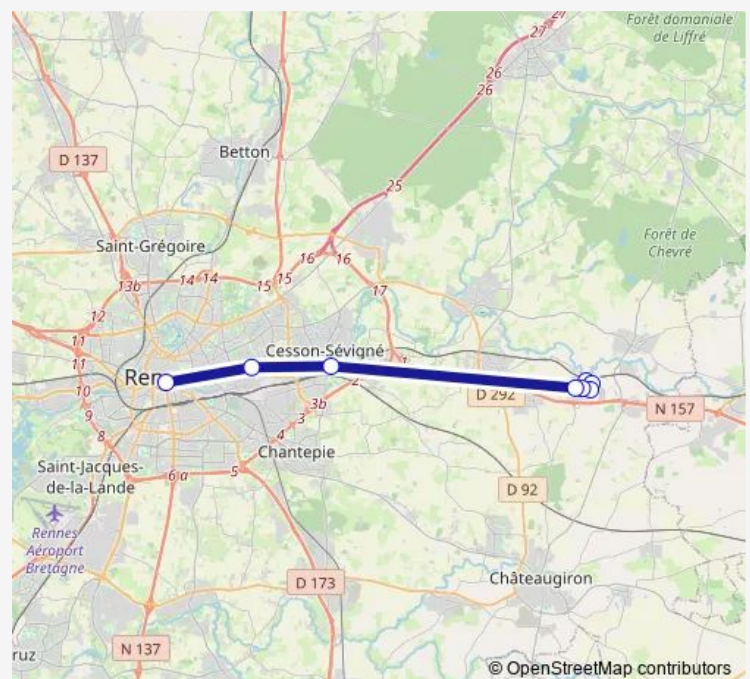 Forêt domaniale
de Liffré
27
27
26
26
D 137
Betton
25
Forêt de
Chevré
Saint-Grégoire
16
16
14
14
15
15
13b
17
12
11
11
Cesson-Sévigné
1
Ren
10
2
D 292
9
3b
N 157
3
8
4
Chantepie
Saint-Jacques-
de-la-Lande
6 a
5
D 92
Rennes
Aéroport
Bretagne
D 173
Châteaugiron
N 137
ruz
© OpenStreetMap contributors